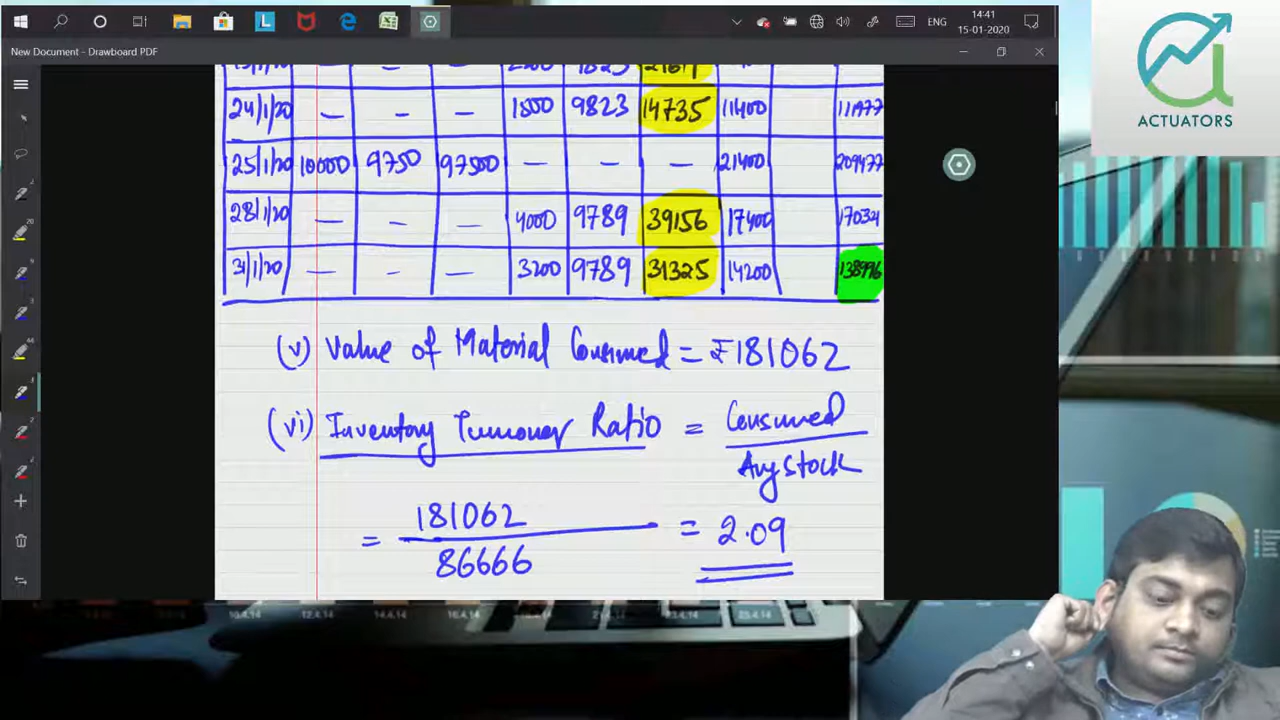 ENG
14:41
15-01-2020
New Document - Drawboard PDF
ACTUATORS
24/1/20 — - — 1500 9823 14735 11400
25/1/20 10000 9750 97500 — — — 21400 209477
28/1/20 — - — 4000 9789 39156 17400
31/1/20 — - — 3200 9789 31325 14200 138996
(v) Value of Material Consumed = ₹181062
(vi) Inventory Turnover Ratio = Consumed
Avg Stock
= 181062
86666
= 2.09